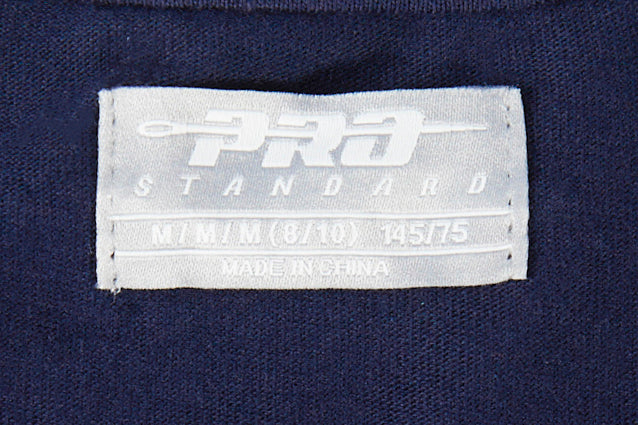 PRO
STANDARD
M/M/M (8/10) 145/75
MADE IN CHINA